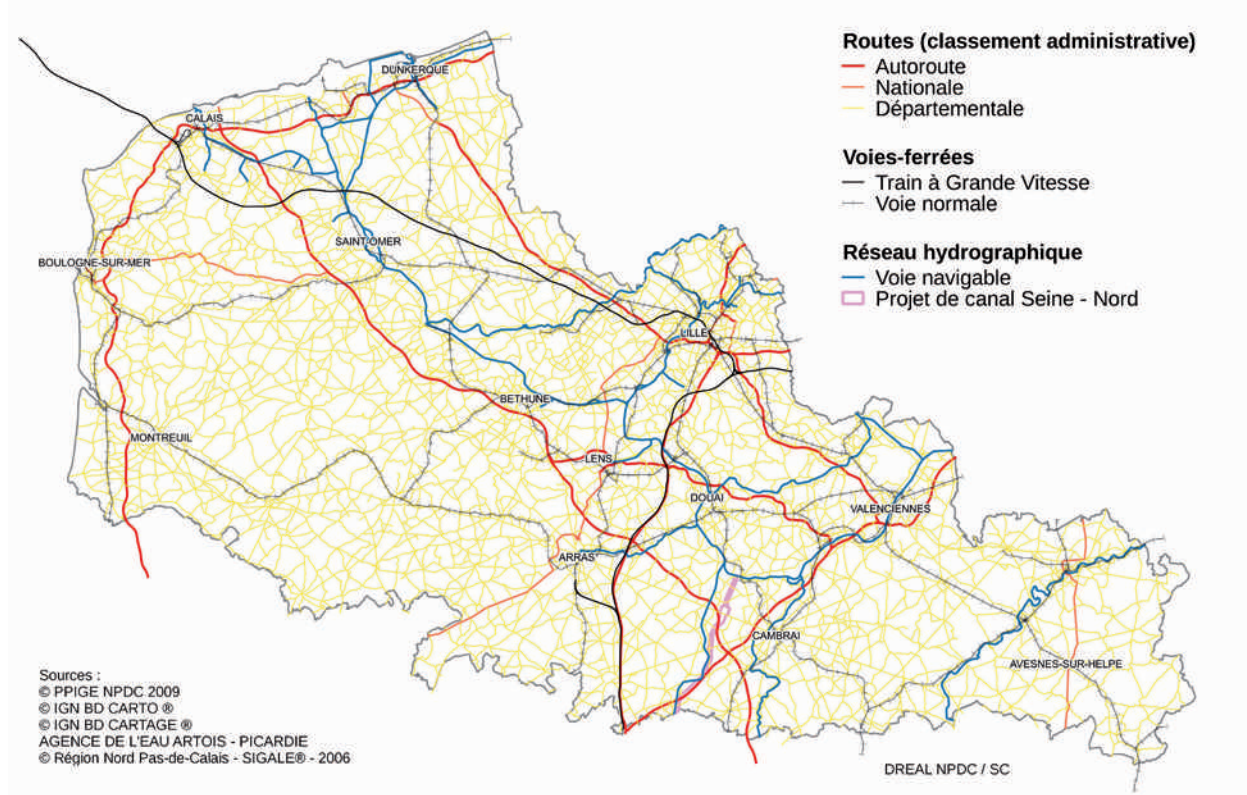 Routes (classement administrative)
Autoroute
Nationale
Départementale
Voies-ferrées
Train à Grande Vitesse
Voie normale
Réseau hydrographique
Voie navigable
Projet de canal Seine - Nord
DUNKERQUE
CALAIS
SAINT-OMER
BOULOGNE-SUR-MER
LILLE
BETHUNE
MONTREUIL
LENS
DOUAI
VALENCIENNES
ARRAS
CAMBRAI
AVESNES-SUR-HELPE
Sources :
© PPIGE NPDC 2009
© IGN BD CARTO ®
© IGN BD CARTAGE ®
AGENCE DE L'EAU ARTOIS - PICARDIE
© Région Nord Pas-de-Calais - SIGALE® - 2006
DREAL NPDC / SC